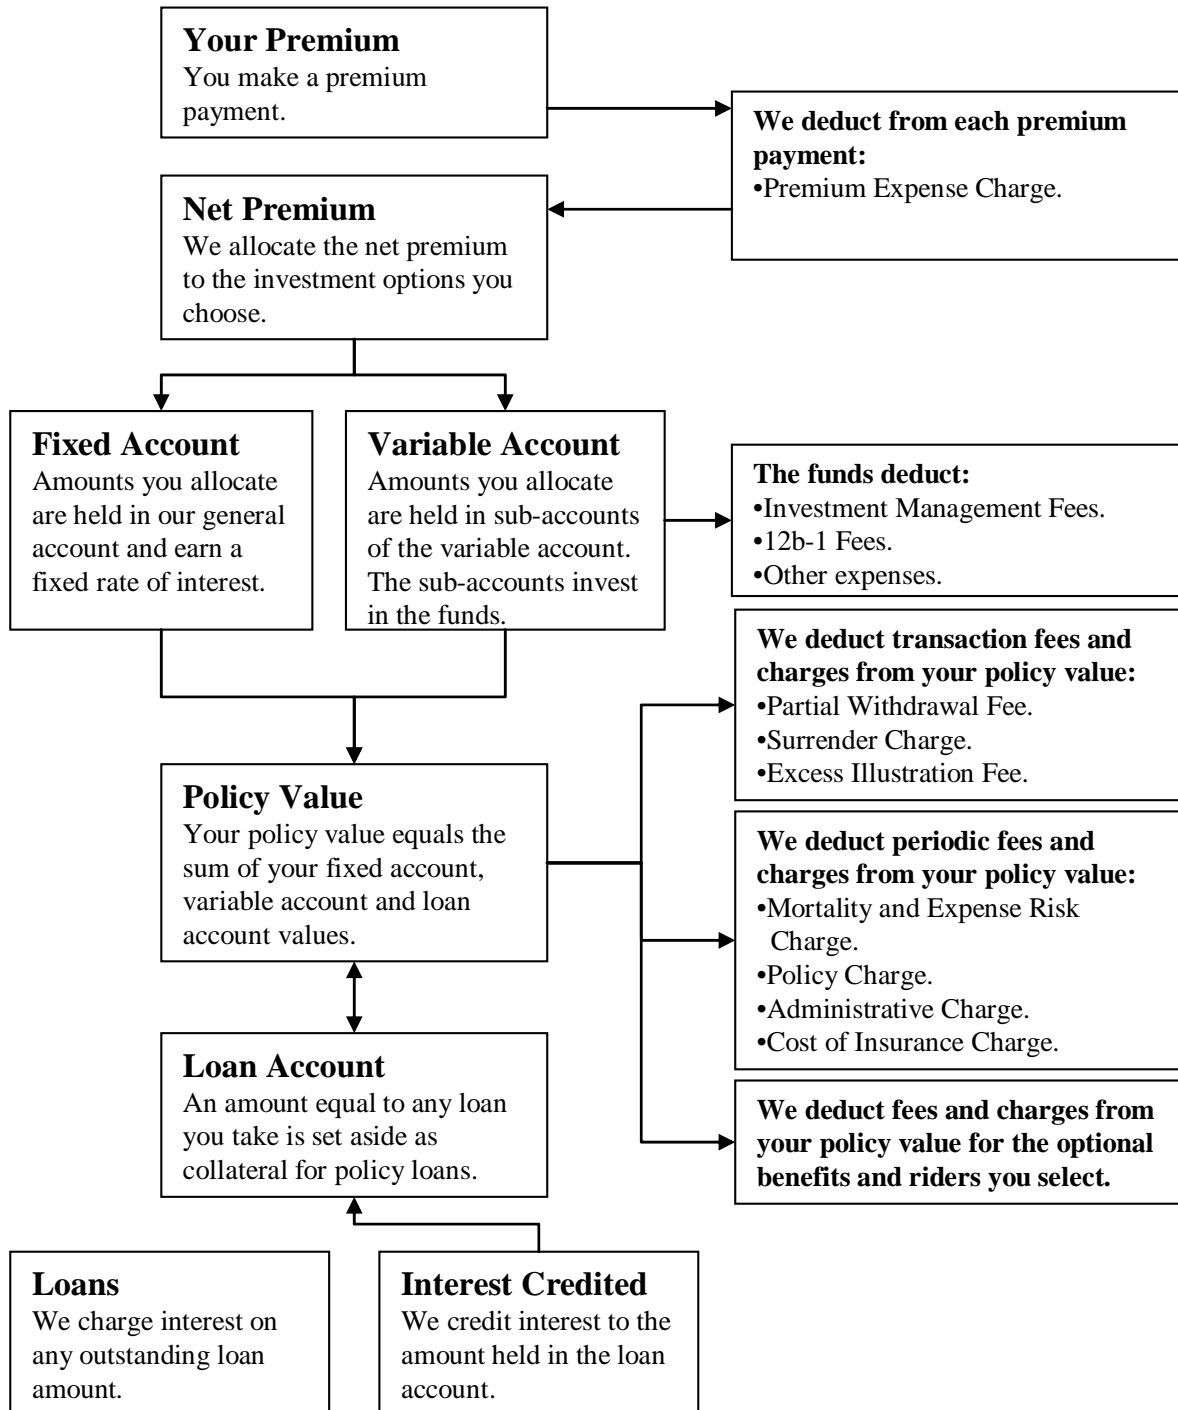 Your Premium
You make a premium
payment.
We deduct from each premium
payment:
•Premium Expense Charge.
Net Premium
We allocate the net premium
to the investment options you
choose.
Fixed Account
Amounts you allocate
are held in our general
account and earn a
fixed rate of interest.
Variable Account
Amounts you allocate
are held in sub-accounts
of the variable account.
The sub-accounts invest
in the funds.
The funds deduct:
•Investment Management Fees.
•12b-1 Fees.
•Other expenses.
We deduct transaction fees and
charges from your policy value:
•Partial Withdrawal Fee.
•Surrender Charge.
•Excess Illustration Fee.
Policy Value
Your policy value equals the
sum of your fixed account,
variable account and loan
account values.
We deduct periodic fees and
charges from your policy value:
•Mortality and Expense Risk
Charge.
•Policy Charge.
•Administrative Charge.
•Cost of Insurance Charge.
Loan Account
An amount equal to any loan
you take is set aside as
collateral for policy loans.
We deduct fees and charges from
your policy value for the optional
benefits and riders you select.
Loans
We charge interest on
any outstanding loan
amount.
Interest Credited
We credit interest to the
amount held in the loan
account.